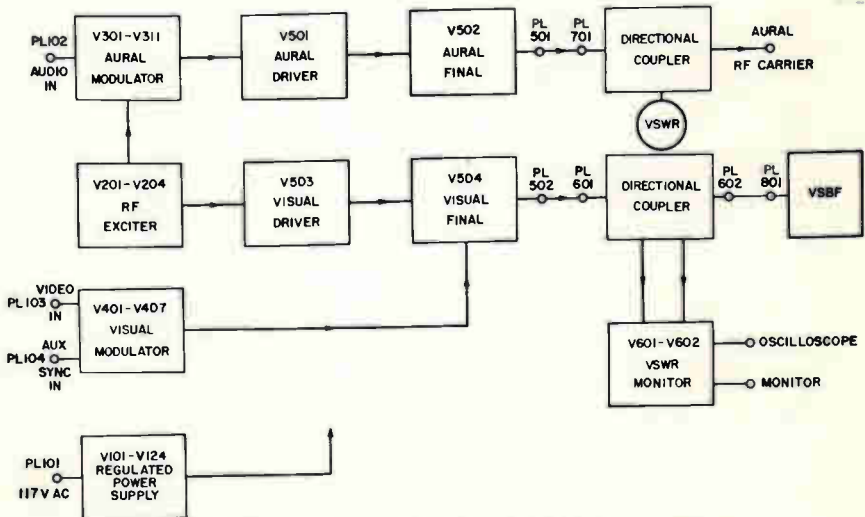 PL102
AUDIO
IN
V301-V311
AURAL
MODULATOR
V501
AURAL
DRIVER
V502
AURAL
FINAL
PL
501
PL
701
DIRECTIONAL
COUPLER
AURAL
RF CARRIER
VSWR
V201-V204
RF
EXCITER
V503
VISUAL
DRIVER
V504
VISUAL
FINAL
PL
502
PL
601
DIRECTIONAL
COUPLER
PL
602
PL
801
VSBF
VIDEO
PL103
IN
AUX
PL104
SYNC
IN
V401-V407
VISUAL
MODULATOR
V601-V602
VSWR
MONITOR
OSCILLOSCOPE
MONITOR
PL101
117V AC
V101-V124
REGULATED
POWER
SUPPLY